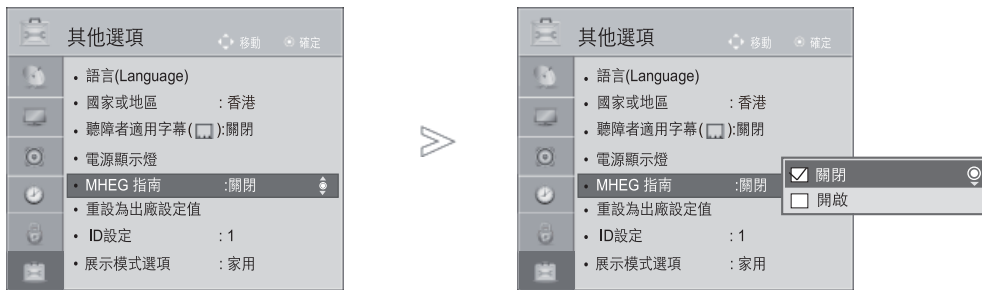 其他選項 移動 確定
• 語言(Language)
• 國家或地區 : 香港
• 聽障者適用字幕( ):關閉
• 電源顯示燈
• MHEG 指南 :關閉
• 重設為出廠設定值
• ID設定 : 1
• 展示模式選項 : 家用
其他選項 移動 確定
• 語言(Language)
• 國家或地區 : 香港
• 聽障者適用字幕( ):關閉
• 電源顯示燈
• MHEG 指南 :關閉
• 重設為出廠設定值
• ID設定 : 1
• 展示模式選項 : 家用
關閉
開啟